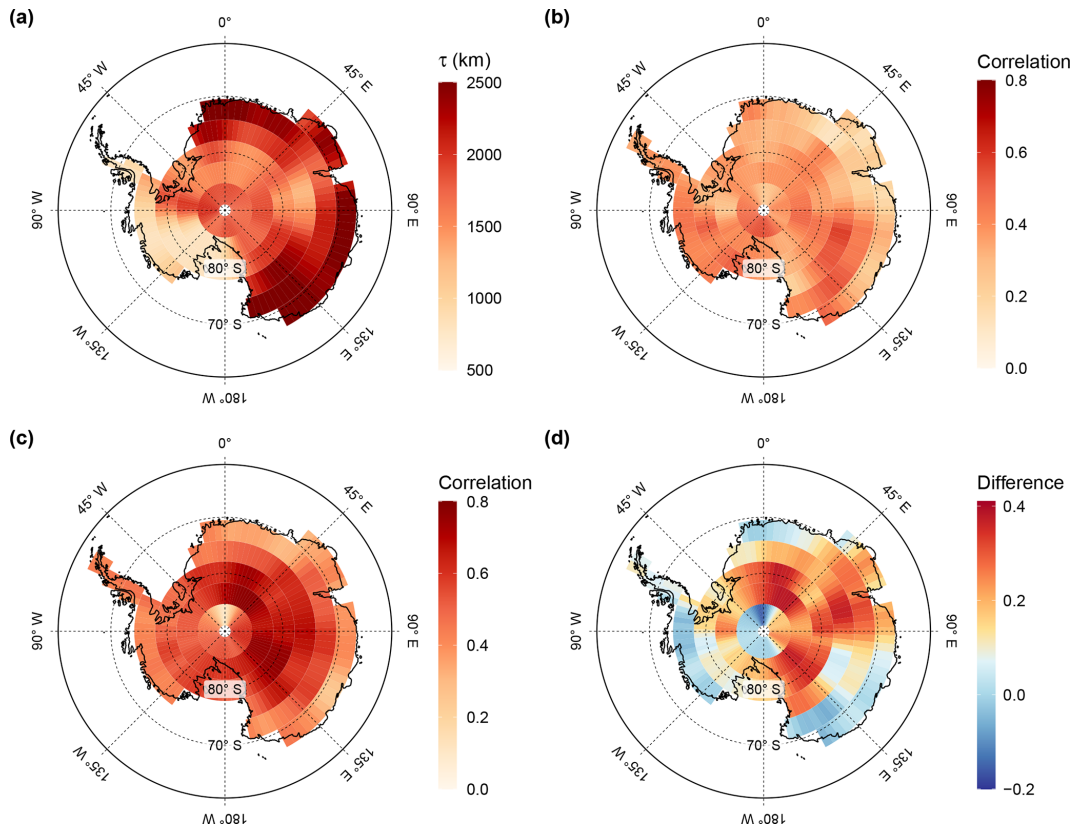 (a)
0°
45° E
90° E
135° E
180° W
135° W
90° W
45° W
80° S
70° S
τ (km)
2500
2000
1500
1000
500
(b)
0°
45° E
90° E
135° E
180° W
135° W
90° W
45° W
80° S
70° S
Correlation
0.8
0.6
0.4
0.2
0.0
(c)
0°
45° E
90° E
135° E
180° W
135° W
90° W
45° W
80° S
70° S
Correlation
0.8
0.6
0.4
0.2
0.0
(d)
0°
45° E
90° E
135° E
180° W
135° W
90° W
45° W
80° S
70° S
Difference
0.4
0.2
0.0
−0.2